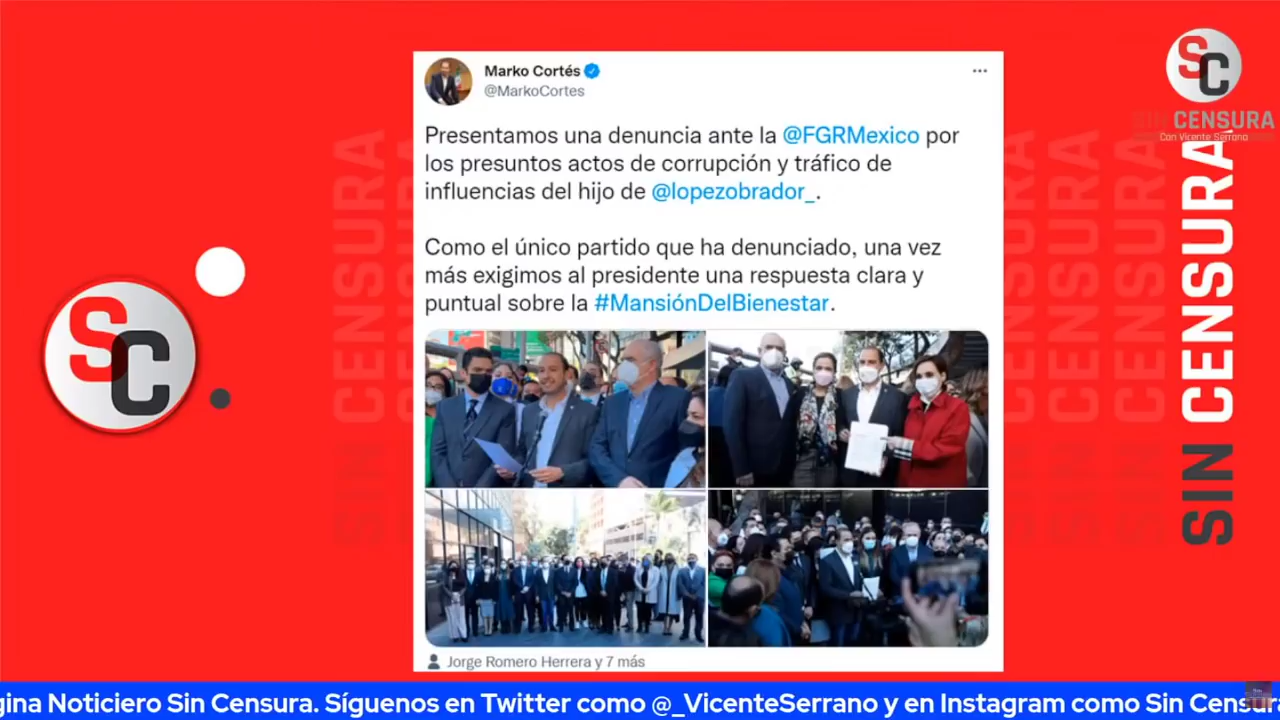 Marko Cortés
@MarkoCortes
Presentamos una denuncia ante la @FGRMexico por
los presuntos actos de corrupción y tráfico de
influencias del hijo de @lopezobrador_.
Como el único partido que ha denunciado, una vez
más exigimos al presidente una respuesta clara y
puntual sobre la #MansiónDelBienestar.
Jorge Romero Herrera y 7 más
SC
SC
SIN CENSURA
Con Vicente Serrano
SIN CENSURA
SIN CENSURA
gina Noticiero Sin Censura. Síguenos en Twitter como @_VicenteSerrano y en Instagram como Sin Censura